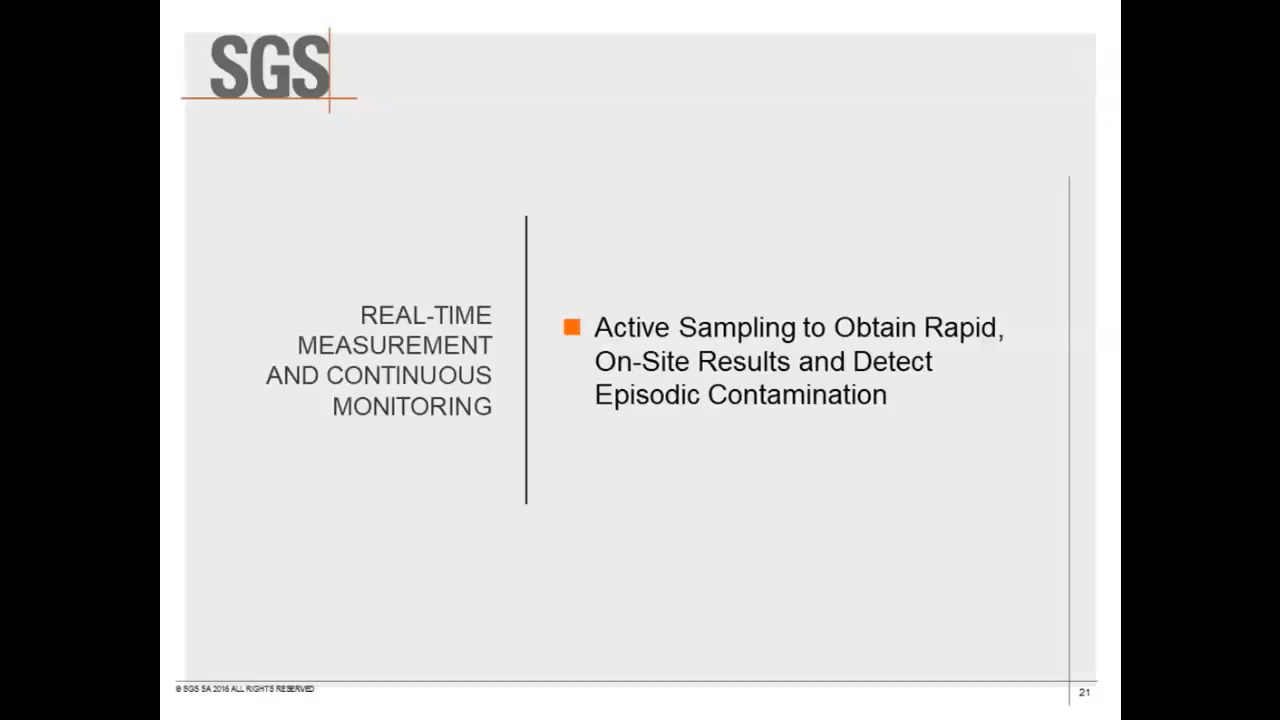 SGS
REAL-TIME
MEASUREMENT
AND CONTINUOUS
MONITORING
Active Sampling to Obtain Rapid,
On-Site Results and Detect
Episodic Contamination
© SGS SA 2016 ALL RIGHTS RESERVED
21